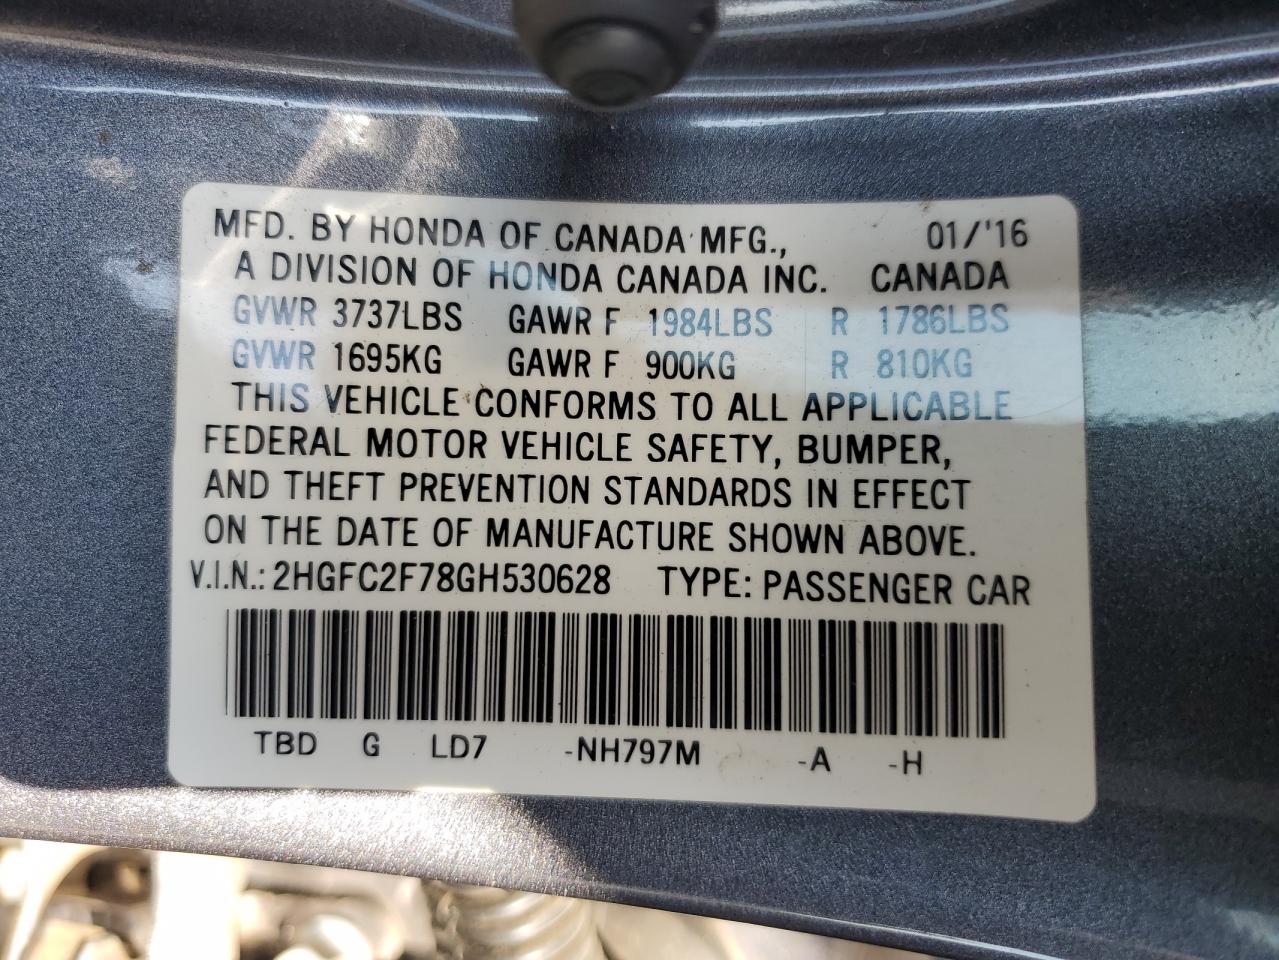 MFD. BY HONDA OF CANADA MFG., 01/'16
A DIVISION OF HONDA CANADA INC. CANADA
GVWR 3737LBS GAWR F 1984LBS R 1786LBS
GVWR 1695KG GAWR F 900KG R 810KG
THIS VEHICLE CONFORMS TO ALL APPLICABLE
FEDERAL MOTOR VEHICLE SAFETY, BUMPER,
AND THEFT PREVENTION STANDARDS IN EFFECT
ON THE DATE OF MANUFACTURE SHOWN ABOVE.
V.I.N.: 2HGFC2F78GH530628 TYPE: PASSENGER CAR
TBD G LD7 -NH797M -A -H